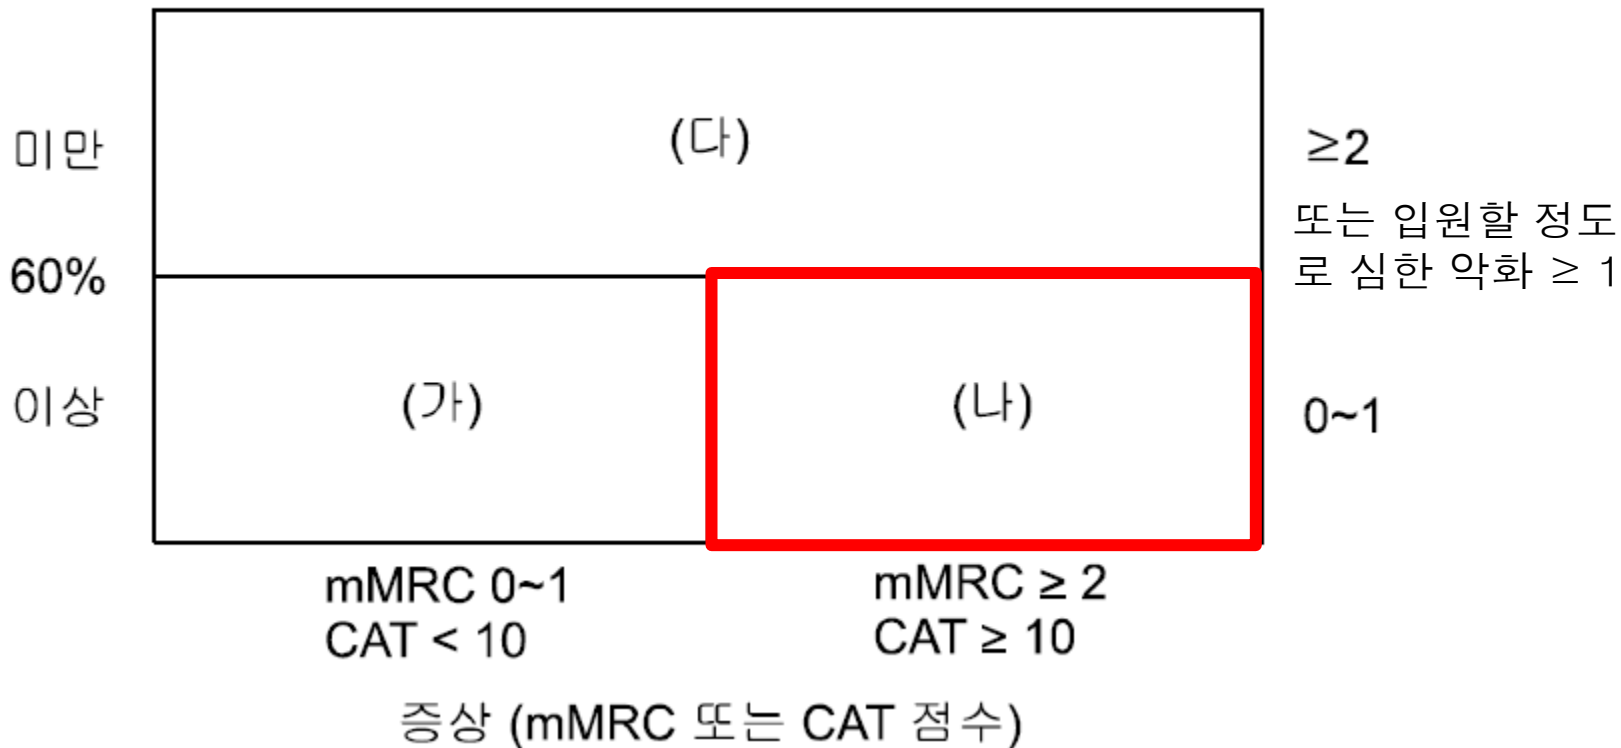 미만
(다)
≥2
또는 입원할 정도
로 심한 악화 ≥ 1
60%
이상
(가)
(나)
0~1
mMRC 0~1
CAT < 10
mMRC ≥ 2
CAT ≥ 10
증상 (mMRC 또는 CAT 점수)